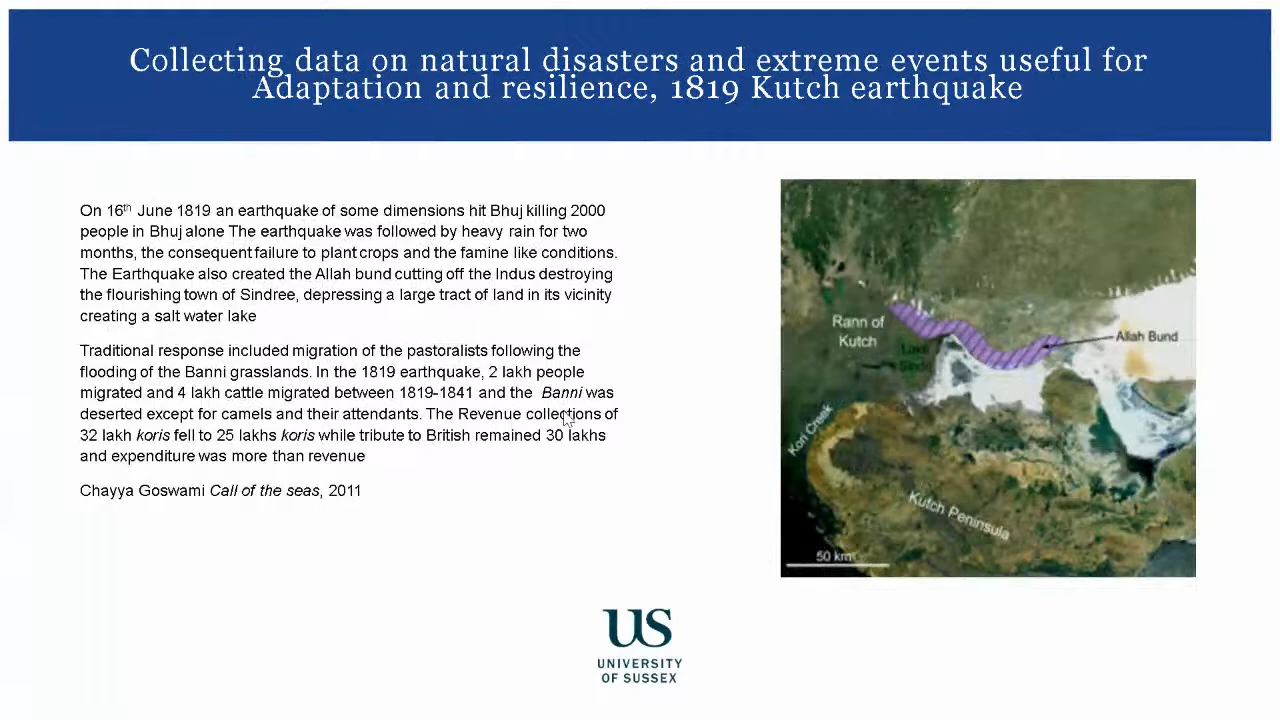 Collecting data on natural disasters and extreme events useful for
Adaptation and resilience, 1819 Kutch earthquake
On 16th June 1819 an earthquake of some dimensions hit Bhuj killing 2000
people in Bhuj alone The earthquake was followed by heavy rain for two
months, the consequent failure to plant crops and the famine like conditions.
The Earthquake also created the Allah bund cutting off the Indus destroying
the flourishing town of Sindree, depressing a large tract of land in its vicinity
creating a salt water lake
Traditional response included migration of the pastoralists following the
flooding of the Banni grasslands. In the 1819 earthquake, 2 lakh people
migrated and 4 lakh cattle migrated between 1819-1841 and the Banni was
deserted except for camels and their attendants. The Revenue collections of
32 lakh koris fell to 25 lakhs koris while tribute to British remained 30 lakhs
and expenditure was more than revenue
Chayya Goswami Call of the seas, 2011
Rann of
Kutch
Allah Bund
Lake
Kori Creek
Kutch Peninsula
50 km
US
UNIVERSITY
OF SUSSEX